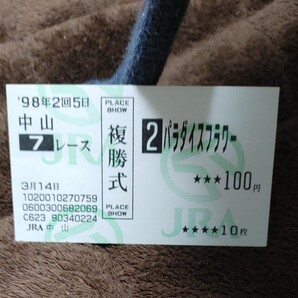 '98年2回5日
中山
7 レース
3月14日
1020010270759
0600300682069
C623 90340224
JRA 中山
PLACE
SHOW
複勝式
PLACE
SHOW
2 パラダイスフラワー
★★★100円
★★★★10枚
JRA